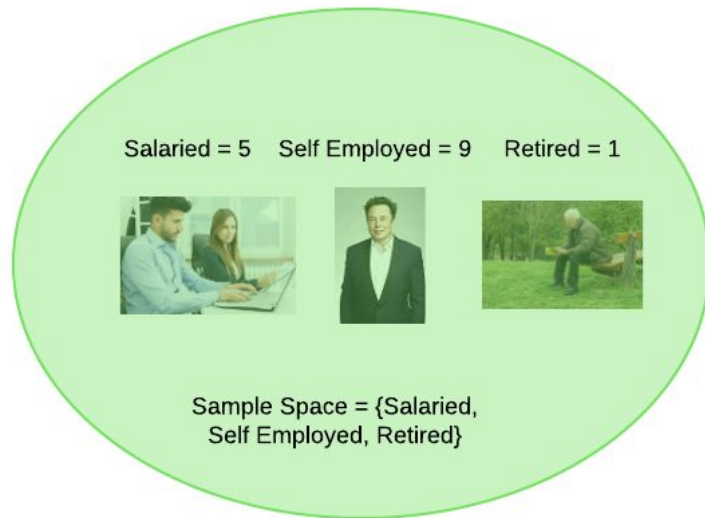 Salaried = 5 Self Employed = 9 Retired = 1
Sample Space = {Salaried,
Self Employed, Retired}